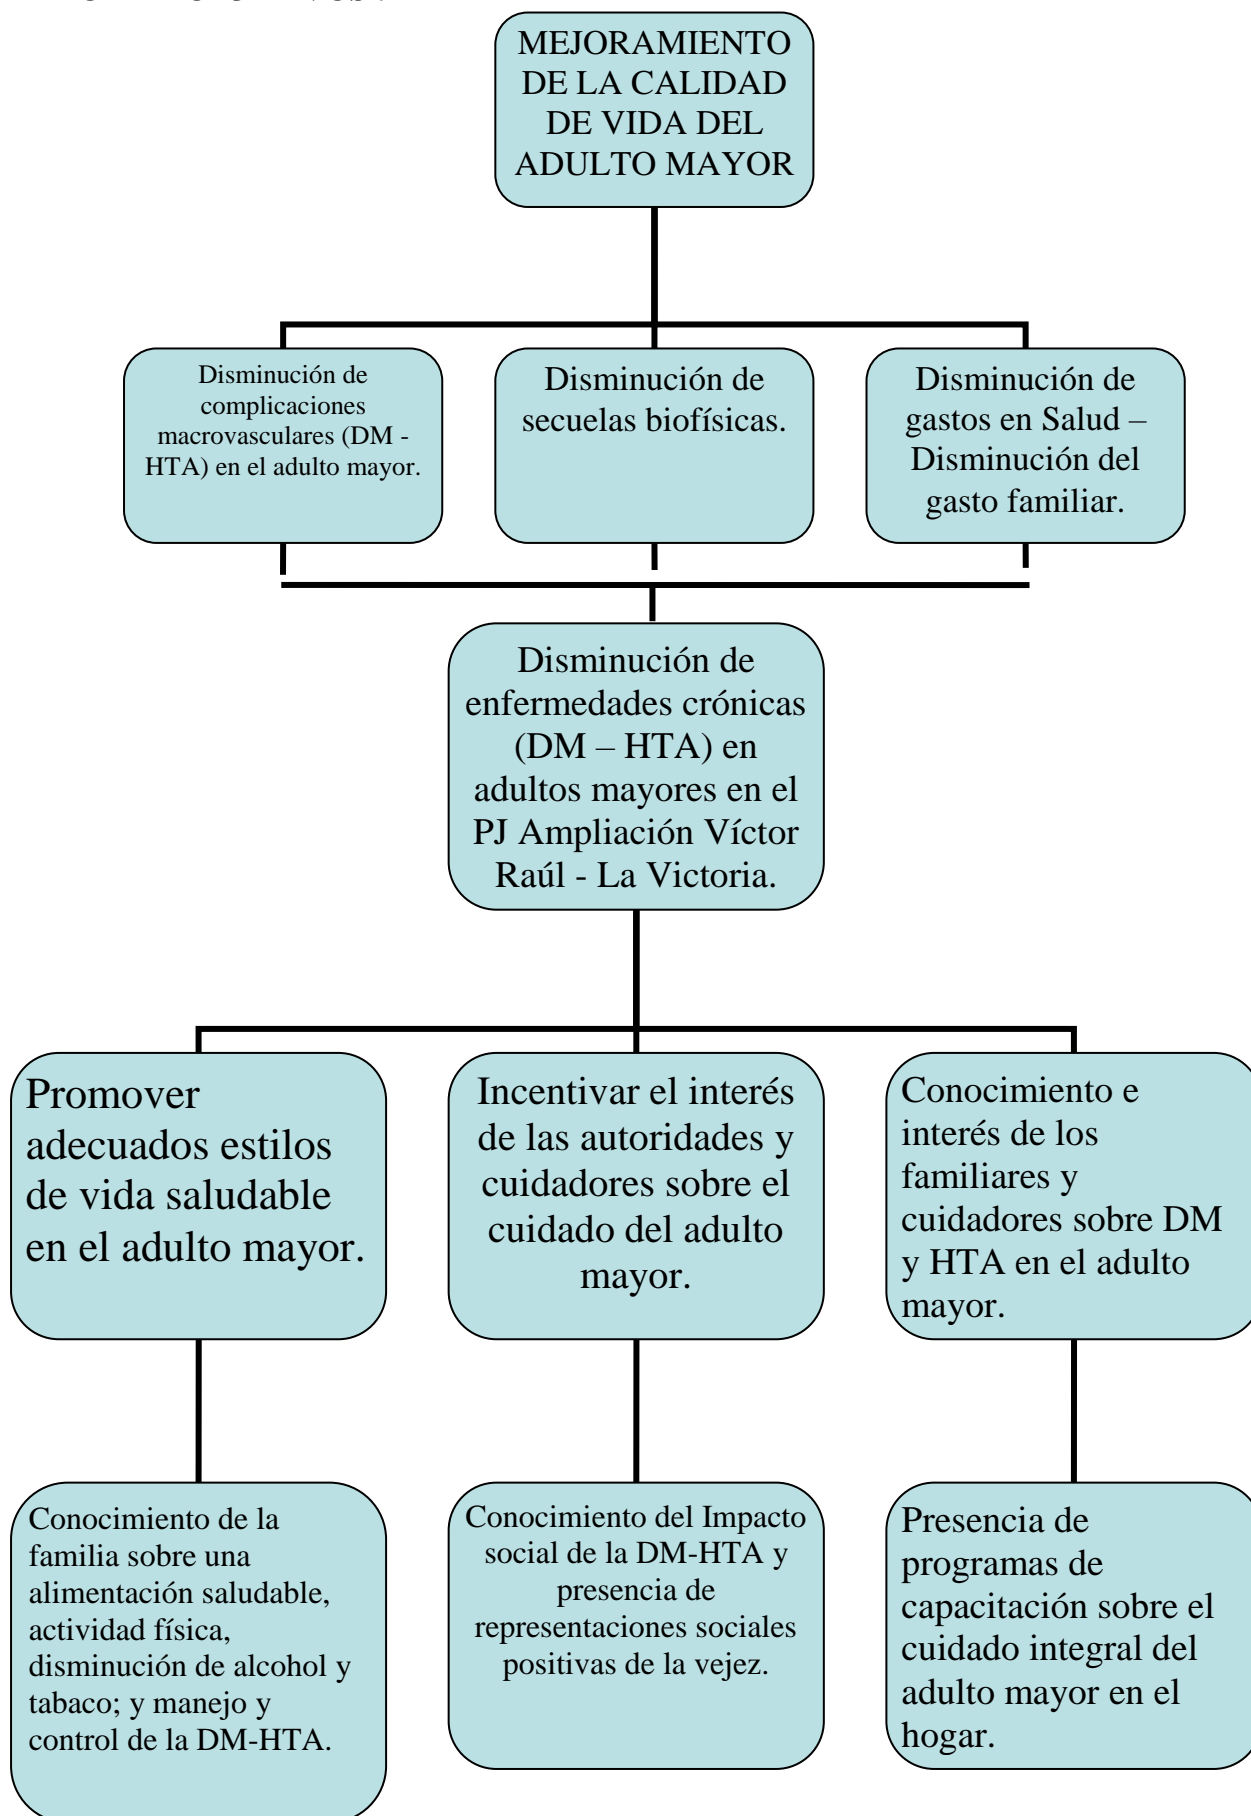 MEJORAMIENTO
DE LA CALIDAD
DE VIDA DEL
ADULTO MAYOR
Disminución de
complicaciones
macrovasculares (DM -
HTA) en el adulto mayor.
Disminución de
secuelas biofísicas.
Disminución de
gastos en Salud –
Disminución del
gasto familiar.
Disminución de
enfermedades crónicas
(DM – HTA) en
adultos mayores en el
PJ Ampliación Víctor
Raúl - La Victoria.
Promover
adecuados estilos
de vida saludable
en el adulto mayor.
Incentivar el interés
de las autoridades y
cuidadores sobre el
cuidado del adulto
mayor.
Conocimiento e
interés de los
familiares y
cuidadores sobre DM
y HTA en el adulto
mayor.
Conocimiento de la
familia sobre una
alimentación saludable,
actividad física,
disminución de alcohol y
tabaco; y manejo y
control de la DM-HTA.
Conocimiento del Impacto
social de la DM-HTA y
presencia de
representaciones sociales
positivas de la vejez.
Presencia de
programas de
capacitación sobre el
cuidado integral del
adulto mayor en el
hogar.